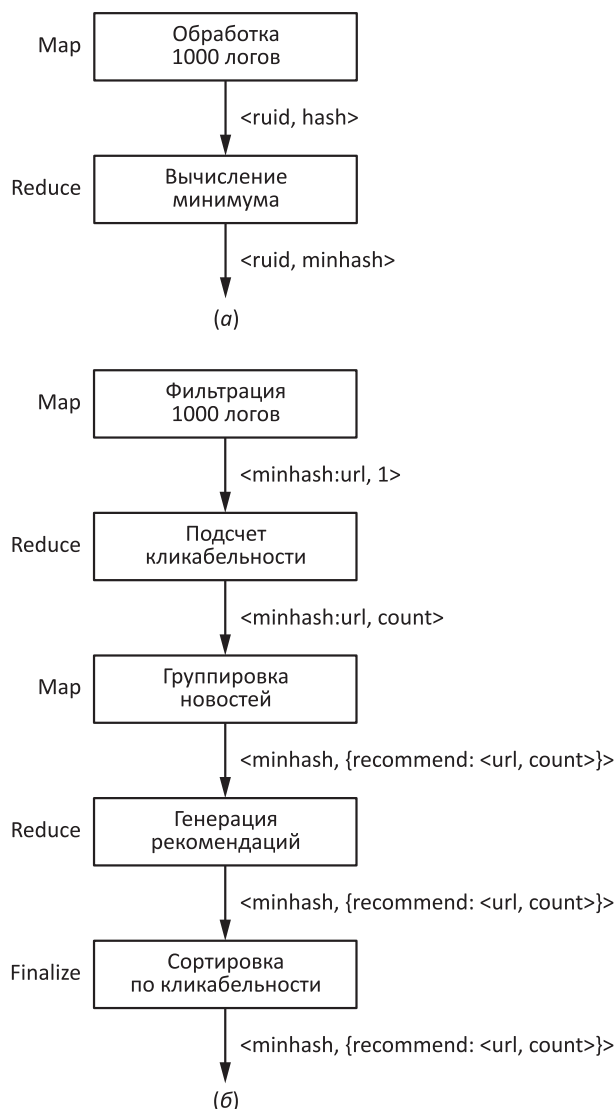 Map
Обработка
1000 логов
<ruid, hash>
Reduce
Вычисление
минимума
<ruid, minhash>
(а)
Map
Фильтрация
1000 логов
<minhash:url, 1>
Reduce
Подсчет
кликабельности
<minhash:url, count>
Map
Группировка
новостей
<minhash, {recommend: <url, count>}>
Reduce
Генерация
рекомендаций
<minhash, {recommend: <url, count>}>
Finalize
Сортировка
по кликабельности
<minhash, {recommend: <url, count>}>
(б)